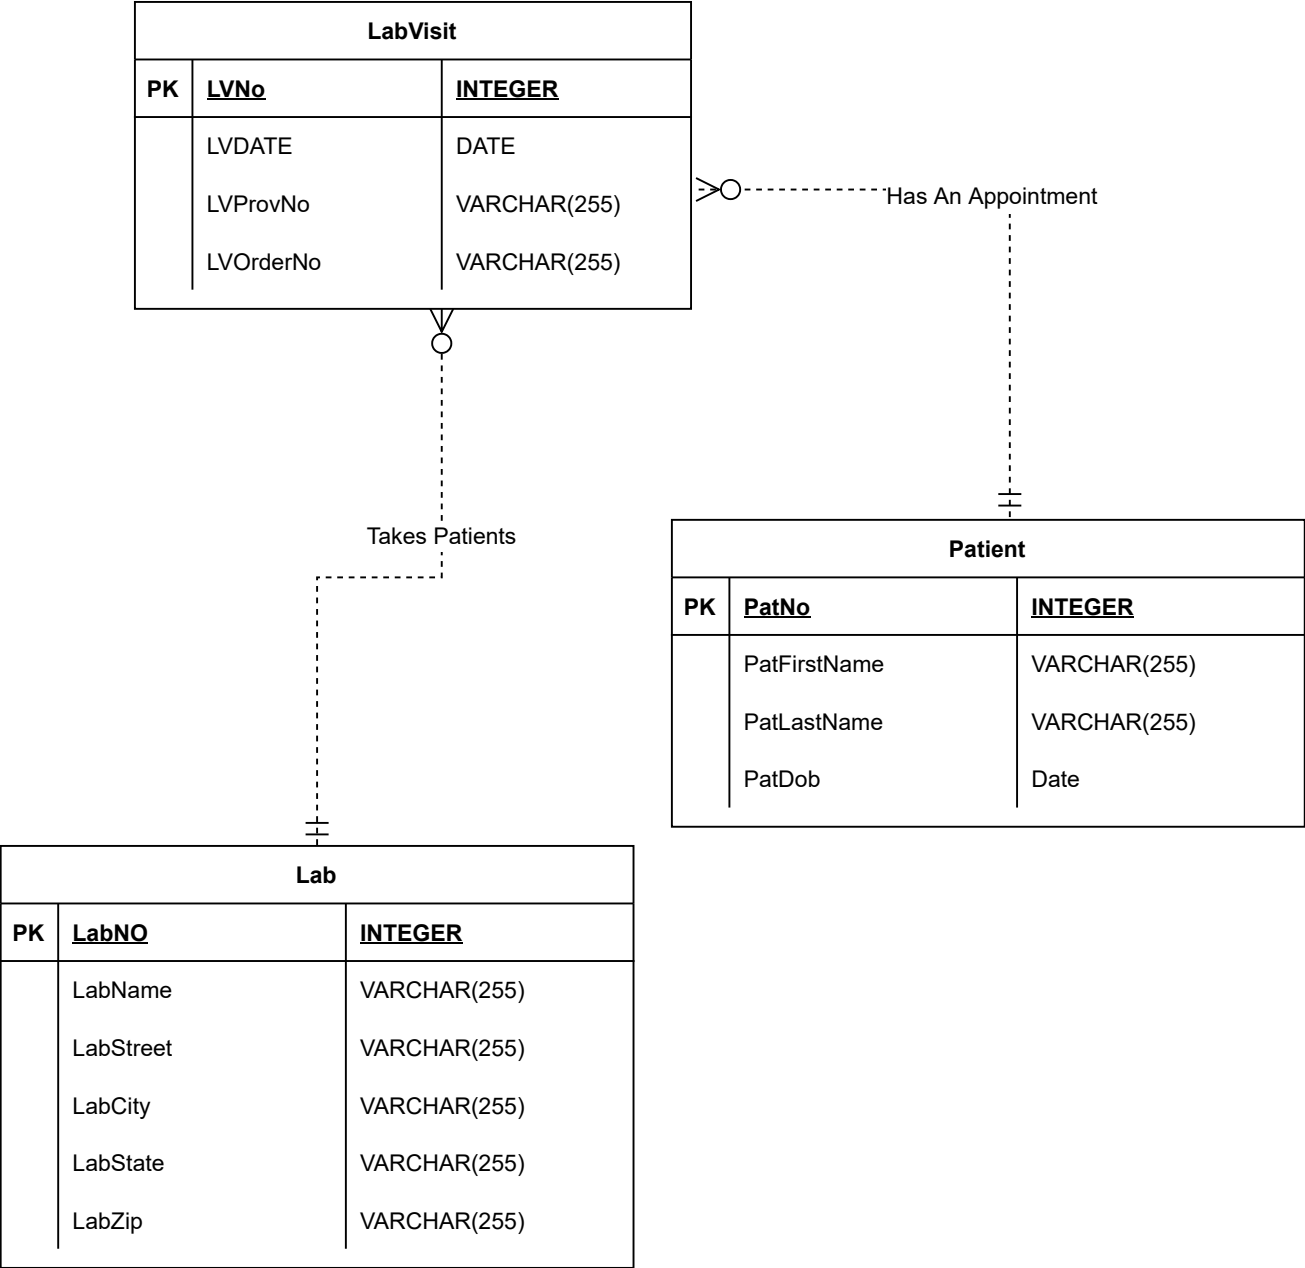 LabVisit
PK LVNo INTEGER
LVDATE DATE
LVProvNo VARCHAR(255)
LVOrderNo VARCHAR(255)
Has An Appointment
Takes Patients
Patient
PK PatNo INTEGER
PatFirstName VARCHAR(255)
PatLastName VARCHAR(255)
PatDob Date
Lab
PK LabNO INTEGER
LabName VARCHAR(255)
LabStreet VARCHAR(255)
LabCity VARCHAR(255)
LabState VARCHAR(255)
LabZip VARCHAR(255)